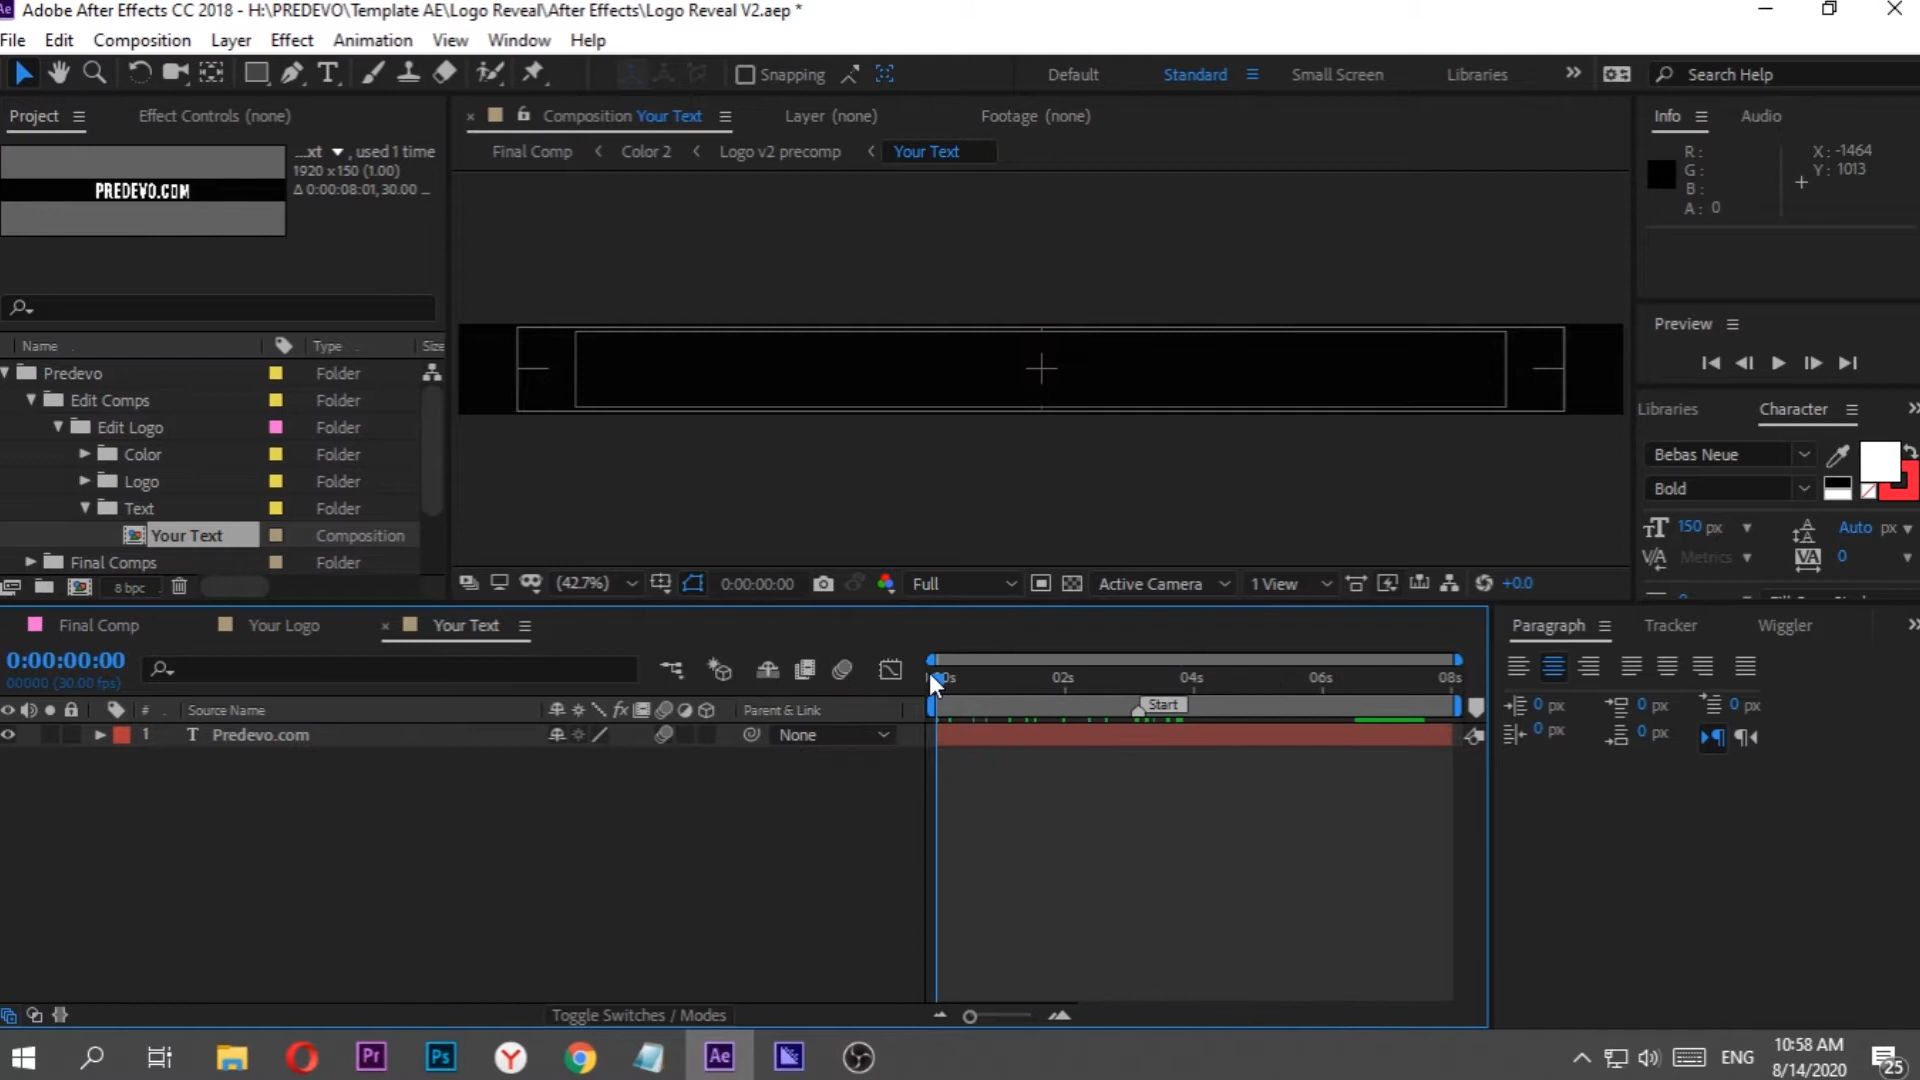 Adobe After Effects CC 2018 - H:\PREDEVO\Template AE\Logo Reveal\After Effects\Logo Reveal V2.aep *
File Edit Composition Layer Effect Animation View Window Help
Snapping Default Standard Small Screen Libraries Search Help
Project Effect Controls (none) Composition Your Text Layer (none) Footage (none) Info Audio
Final Comp Color 2 Logo v2 precomp Your Text
PREDEVO.COM
...xt , used 1 time
1920 x 150 (1.00)
Δ 0:00:08:01, 30.00 ...
R :
G :
B :
A : 0
X : -1464
Y : 1013
Preview
Name Type Size
Predevo Folder
Edit Comps Folder
Edit Logo Folder
Color Folder
Logo Folder
Text Folder
Your Text Composition
Final Comps Folder
8 bpc
Libraries Character
Bebas Neue
Bold
150 px Auto px
Metrics 0
(42.7%) 0:00:00:00 Full Active Camera 1 View +0.0
Final Comp Your Logo Your Text
0:00:00:00
00000 (30.00 fps)
02s 04s 06s 08s
# Source Name Parent & Link Start
1 T Predevo.com None
Toggle Switches / Modes
Paragraph Tracker Wiggler
0 px 0 px 0 px
0 px 0 px
ENG
10:58 AM
8/14/2020
25